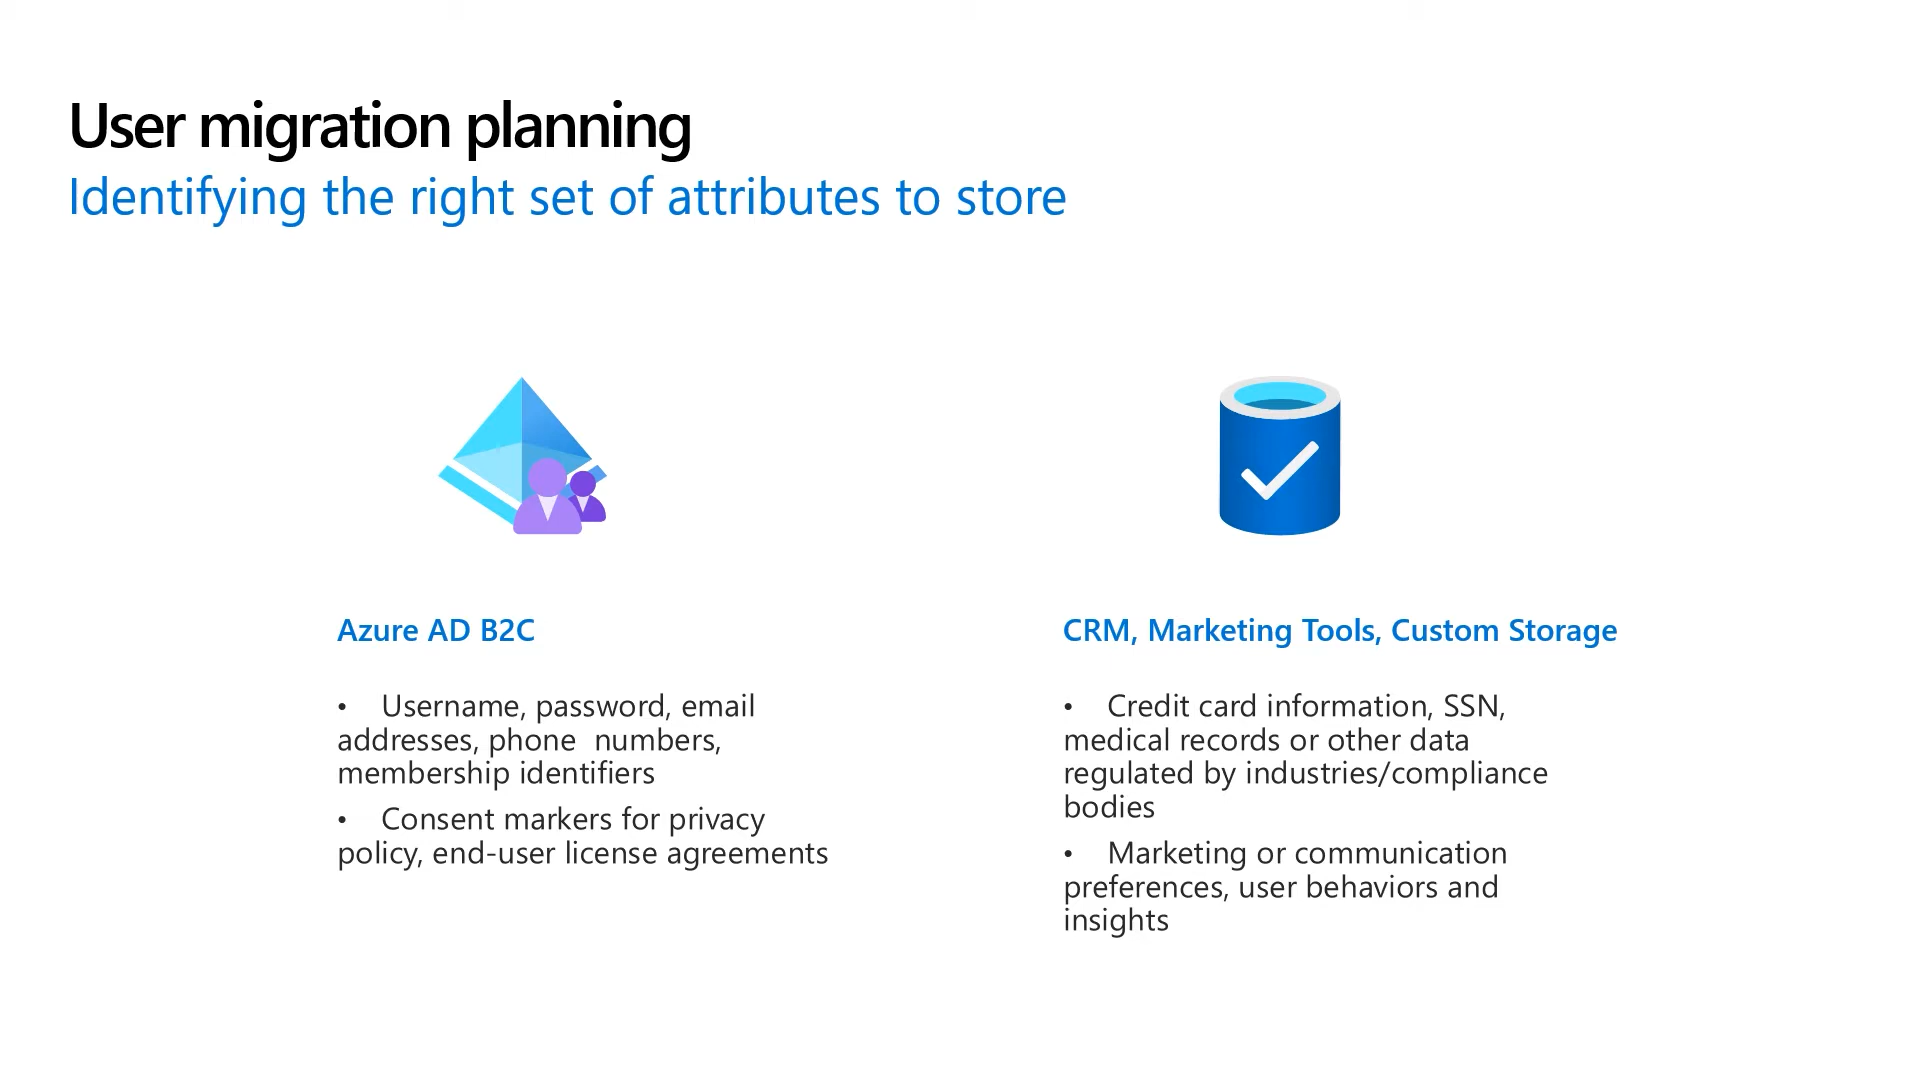 User migration planning
Identifying the right set of attributes to store
Azure AD B2C
• Username, password, email
addresses, phone  numbers,
membership identifiers
• Consent markers for privacy
policy, end-user license agreements
CRM, Marketing Tools, Custom Storage
• Credit card information, SSN,
medical records or other data
regulated by industries/compliance
bodies
• Marketing or communication
preferences, user behaviors and
insights